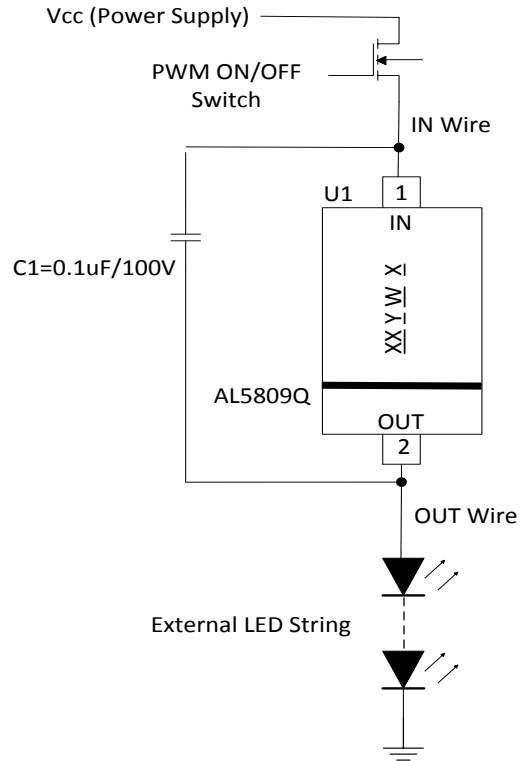 Vcc (Power Supply)
PWM ON/OFF
Switch
IN Wire
U1
1
IN
C1=0.1uF/100V
XX Y W X
AL5809Q
OUT
2
OUT Wire
External LED String